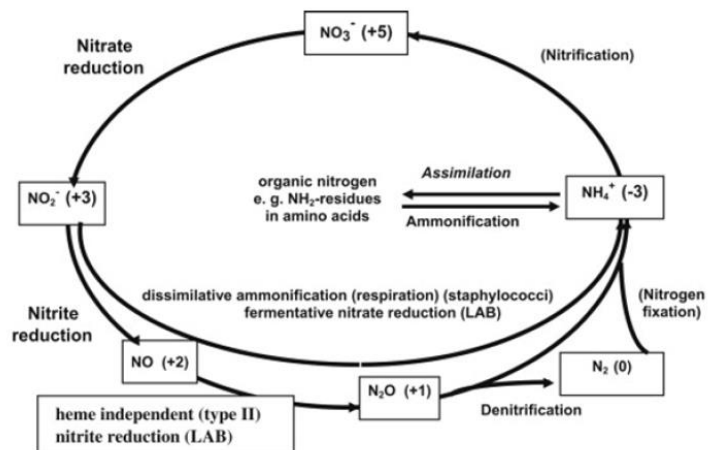 NO₃⁻ (+5)
Nitrate
reduction
(Nitrification)
NO₂⁻ (+3)
organic nitrogen
e. g. NH₂-residues
in amino acids
Assimilation
Ammonification
NH₄⁺ (-3)
dissimilative ammonification (respiration) (staphylococci)
fermentative nitrate reduction (LAB)
(Nitrogen
fixation)
Nitrite
reduction
NO (+2)
N₂O (+1)
N₂ (0)
Denitrification
heme independent (type II)
nitrite reduction (LAB)